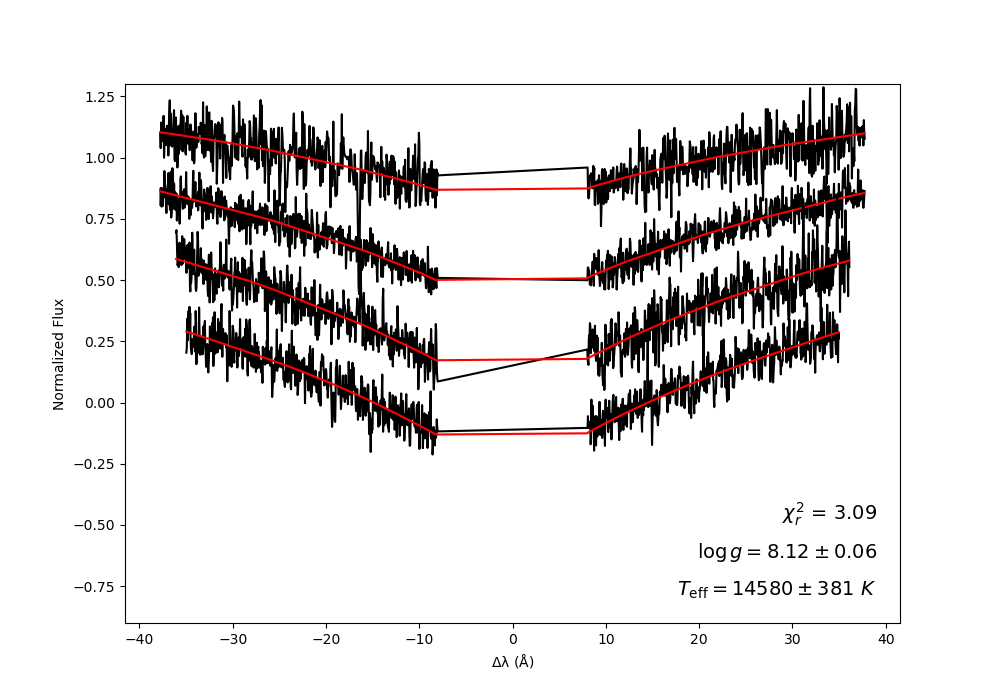 1.25
1.00
0.75
0.50
0.25
0.00
−0.25
−0.50
−0.75
Normalized Flux
χ²ᵣ = 3.09
log g = 8.12 ± 0.06
T_eff = 14580 ± 381 K
−40 −30 −20 −10 0 10 20 30 40
Δλ (Å)